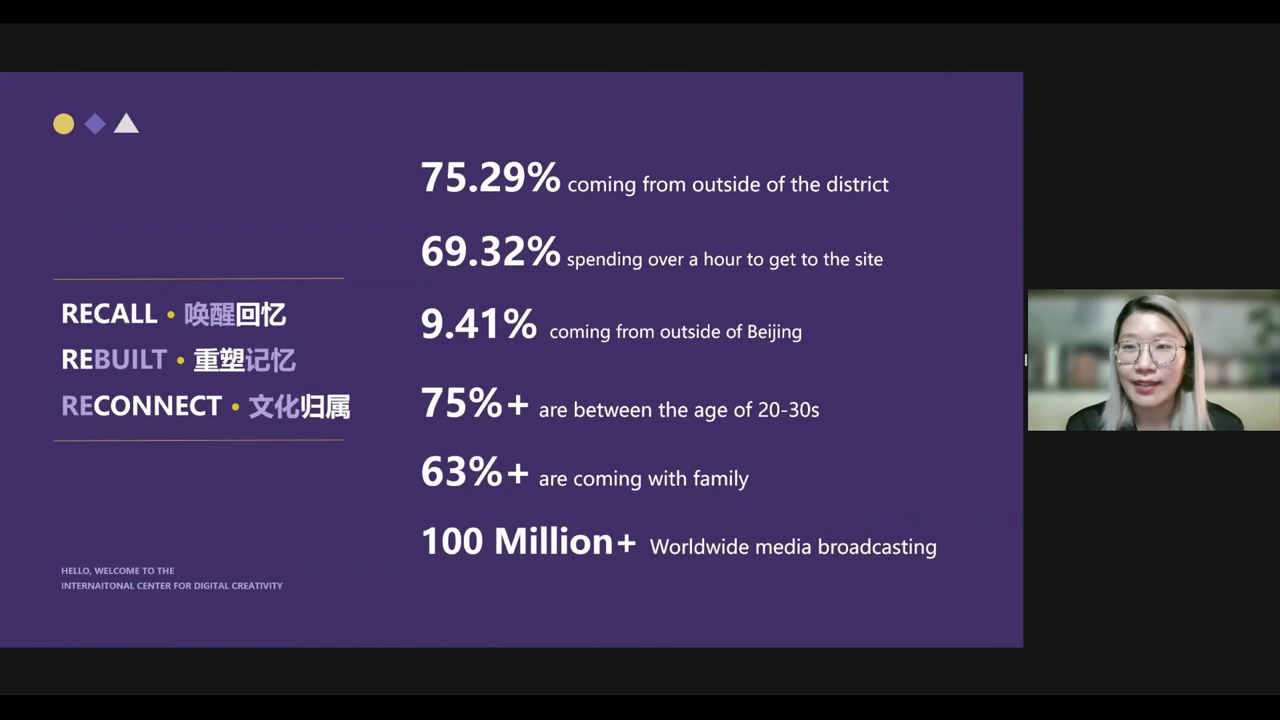 75.29% coming from outside of the district
69.32% spending over a hour to get to the site
9.41% coming from outside of Beijing
75%+ are between the age of 20-30s
63%+ are coming with family
100 Million+ Worldwide media broadcasting
RECALL • 唤醒回忆
REBUILT • 重塑记忆
RECONNECT • 文化归属
HELLO, WELCOME TO THE
INTERNAITONAL CENTER FOR DIGITAL CREATIVITY